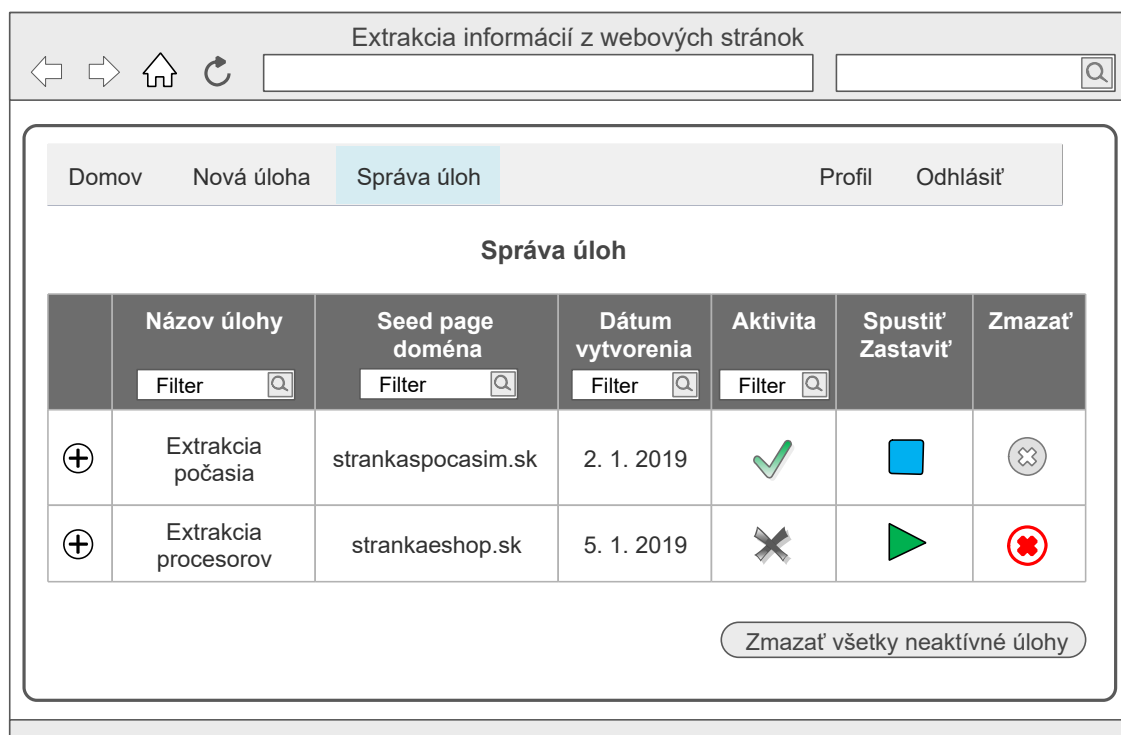 Extrakcia informácií z webových stránok
Domov Nová úloha Správa úloh Profil Odhlásiť
Správa úloh
Názov úlohy
Filter
Seed page
doména
Filter
Dátum
vytvorenia
Filter
Aktivita
Filter
Spustiť
Zastaviť
Zmazať
Extrakcia
počasia
strankaspocasim.sk
2. 1. 2019
Extrakcia
procesorov
strankaeshop.sk
5. 1. 2019
Zmazať všetky neaktívné úlohy